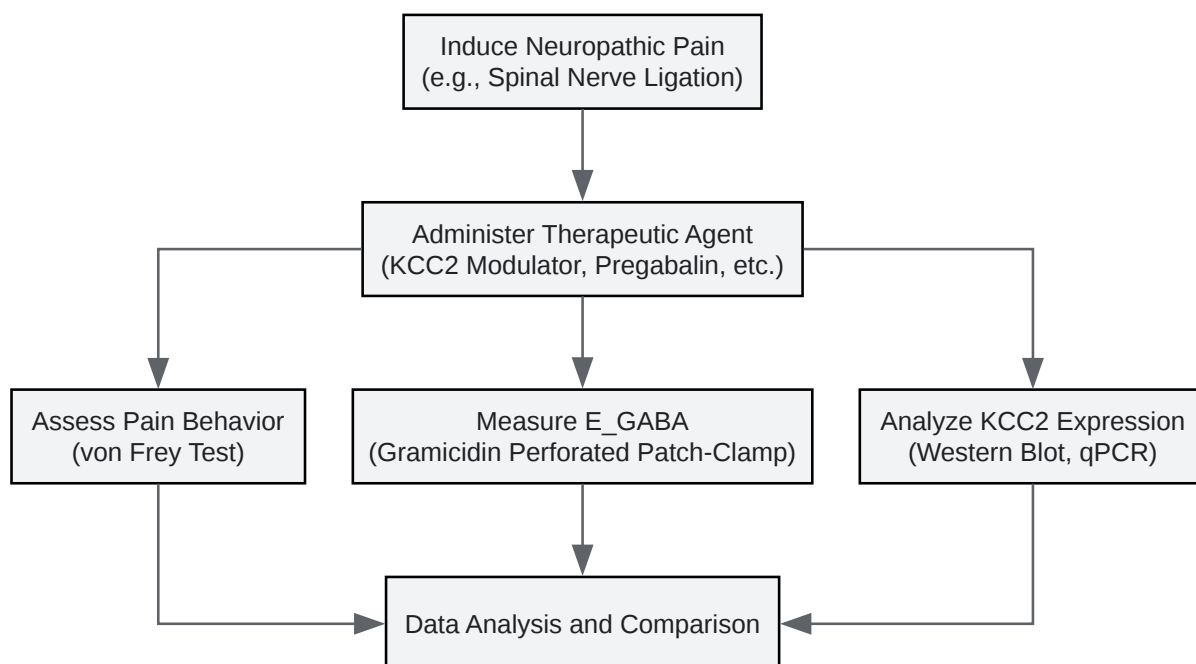 Induce Neuropathic Pain
(e.g., Spinal Nerve Ligation)
Administer Therapeutic Agent
(KCC2 Modulator, Pregabalin, etc.)
Assess Pain Behavior
(von Frey Test)
Measure E_GABA
(Gramicidin Perforated Patch-Clamp)
Analyze KCC2 Expression
(Western Blot, qPCR)
Data Analysis and Comparison